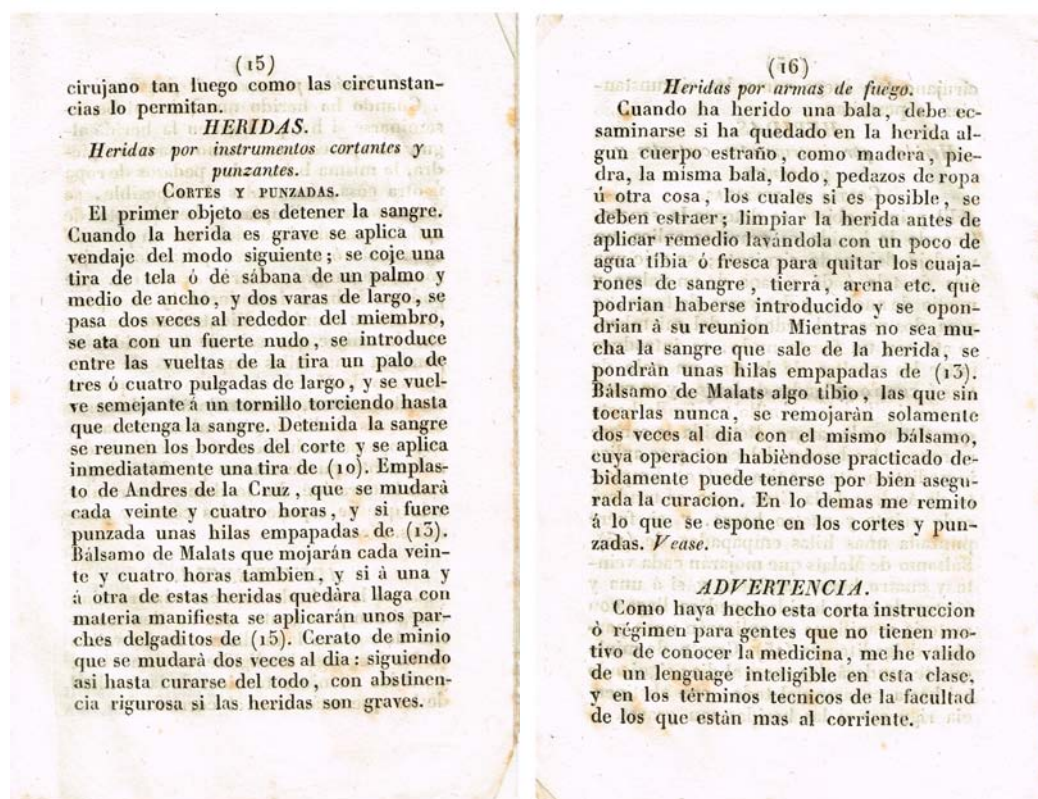 (15)
cirujano tan luego como las circunstan-
cias lo permitan.
HERIDAS.
Heridas por instrumentos cortantes y
punzantes.
CORTES Y PUNZADAS.
El primer objeto es detener la sangre.
Cuando la herida es grave se aplica un
vendaje del modo siguiente; se coje una
tira de tela ó de sábana de un palmo y
medio de ancho, y dos varas de largo, se
pasa dos veces al rededor del miembro,
se ata con un fuerte nudo, se introduce
entre las vueltas de la tira un palo de
tres ó cuatro pulgadas de largo, y se vuel-
ve semejante á un tornillo torciendo hasta
que detenga la sangre. Detenida la sangre
se reunen los bordes del corte y se aplica
inmediatamente una tira de (10). Emplas-
to de Andres de la Cruz, que se mudarà
cada veinte y cuatro horas, y si fuere
punzada unas hilas empapadas de (13).
Bálsamo de Malats que mojarán cada vein-
te y cuatro horas tambien, y si à una y
á otra de estas heridas quedàra llaga con
materia manifiesta se aplicarán unos par-
ches delgaditos de (15). Cerato de minio
que se mudarà dos veces al dia: siguiendo
asi hasta curarse del todo, con abstinen-
cia rigurosa si las heridas son graves.
(16)
Heridas por armas de fuego.
Cuando ha herido una bala, debe ec-
saminarse si ha quedado en la herida al-
gun cuerpo estraño, como madera, pie-
dra, la misma bala, lodo, pedazos de ropa
ú otra cosa, los cuales si es posible, se
deben estraer; limpiar la herida antes de
aplicar remedio lavándola con un poco de
agua tíbia ó fresca para quitar los cuaja-
rones de sangre, tierra, arena etc. que
podrian haberse introducido y se opon-
drian à su reunion Mientras no sea mu-
cha la sangre que sale de la herida, se
pondràn unas hilas empapadas de (13).
Bálsamo de Malats algo tíbio, las que sin
tocarlas nunca, se remojaràn solamente
dos veces al dia con el mismo bálsamo,
cuya operacion habièndose practicado de-
bidamente puede tenerse por bien asegu-
rada la curacion. En lo demas me remito
á lo que se espone en los cortes y pun-
zadas. Vease.
ADVERTENCIA.
Como haya hecho esta corta instruccion
ò régimen para gentes que no tienen mo-
tivo de conocer la medicina, me he valido
de un lenguage inteligible en esta clase,
y en los términos tecnicos de la facultad
de los que están mas al corriente.